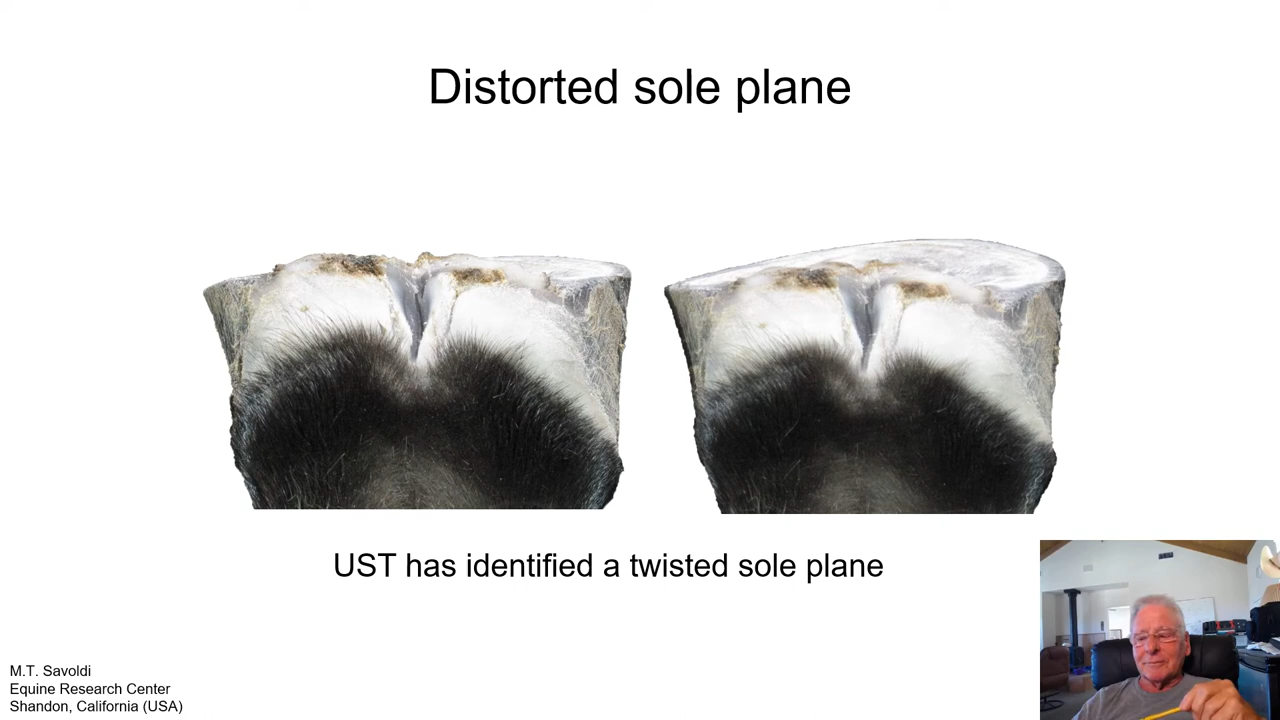 Distorted sole plane
UST has identified a twisted sole plane
M.T. Savoldi
Equine Research Center
Shandon, California (USA)